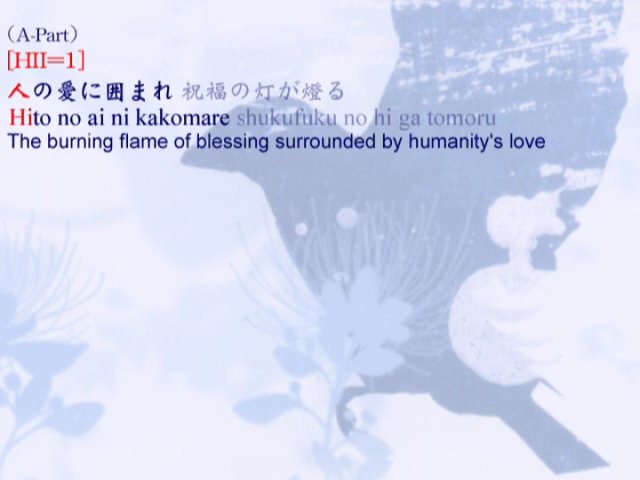 （A-Part）
[HII=1]
人の愛に囲まれ 祝福の灯が燈る
Hito no ai ni kakomare shukufuku no hi ga tomoru
The burning flame of blessing surrounded by humanity's love